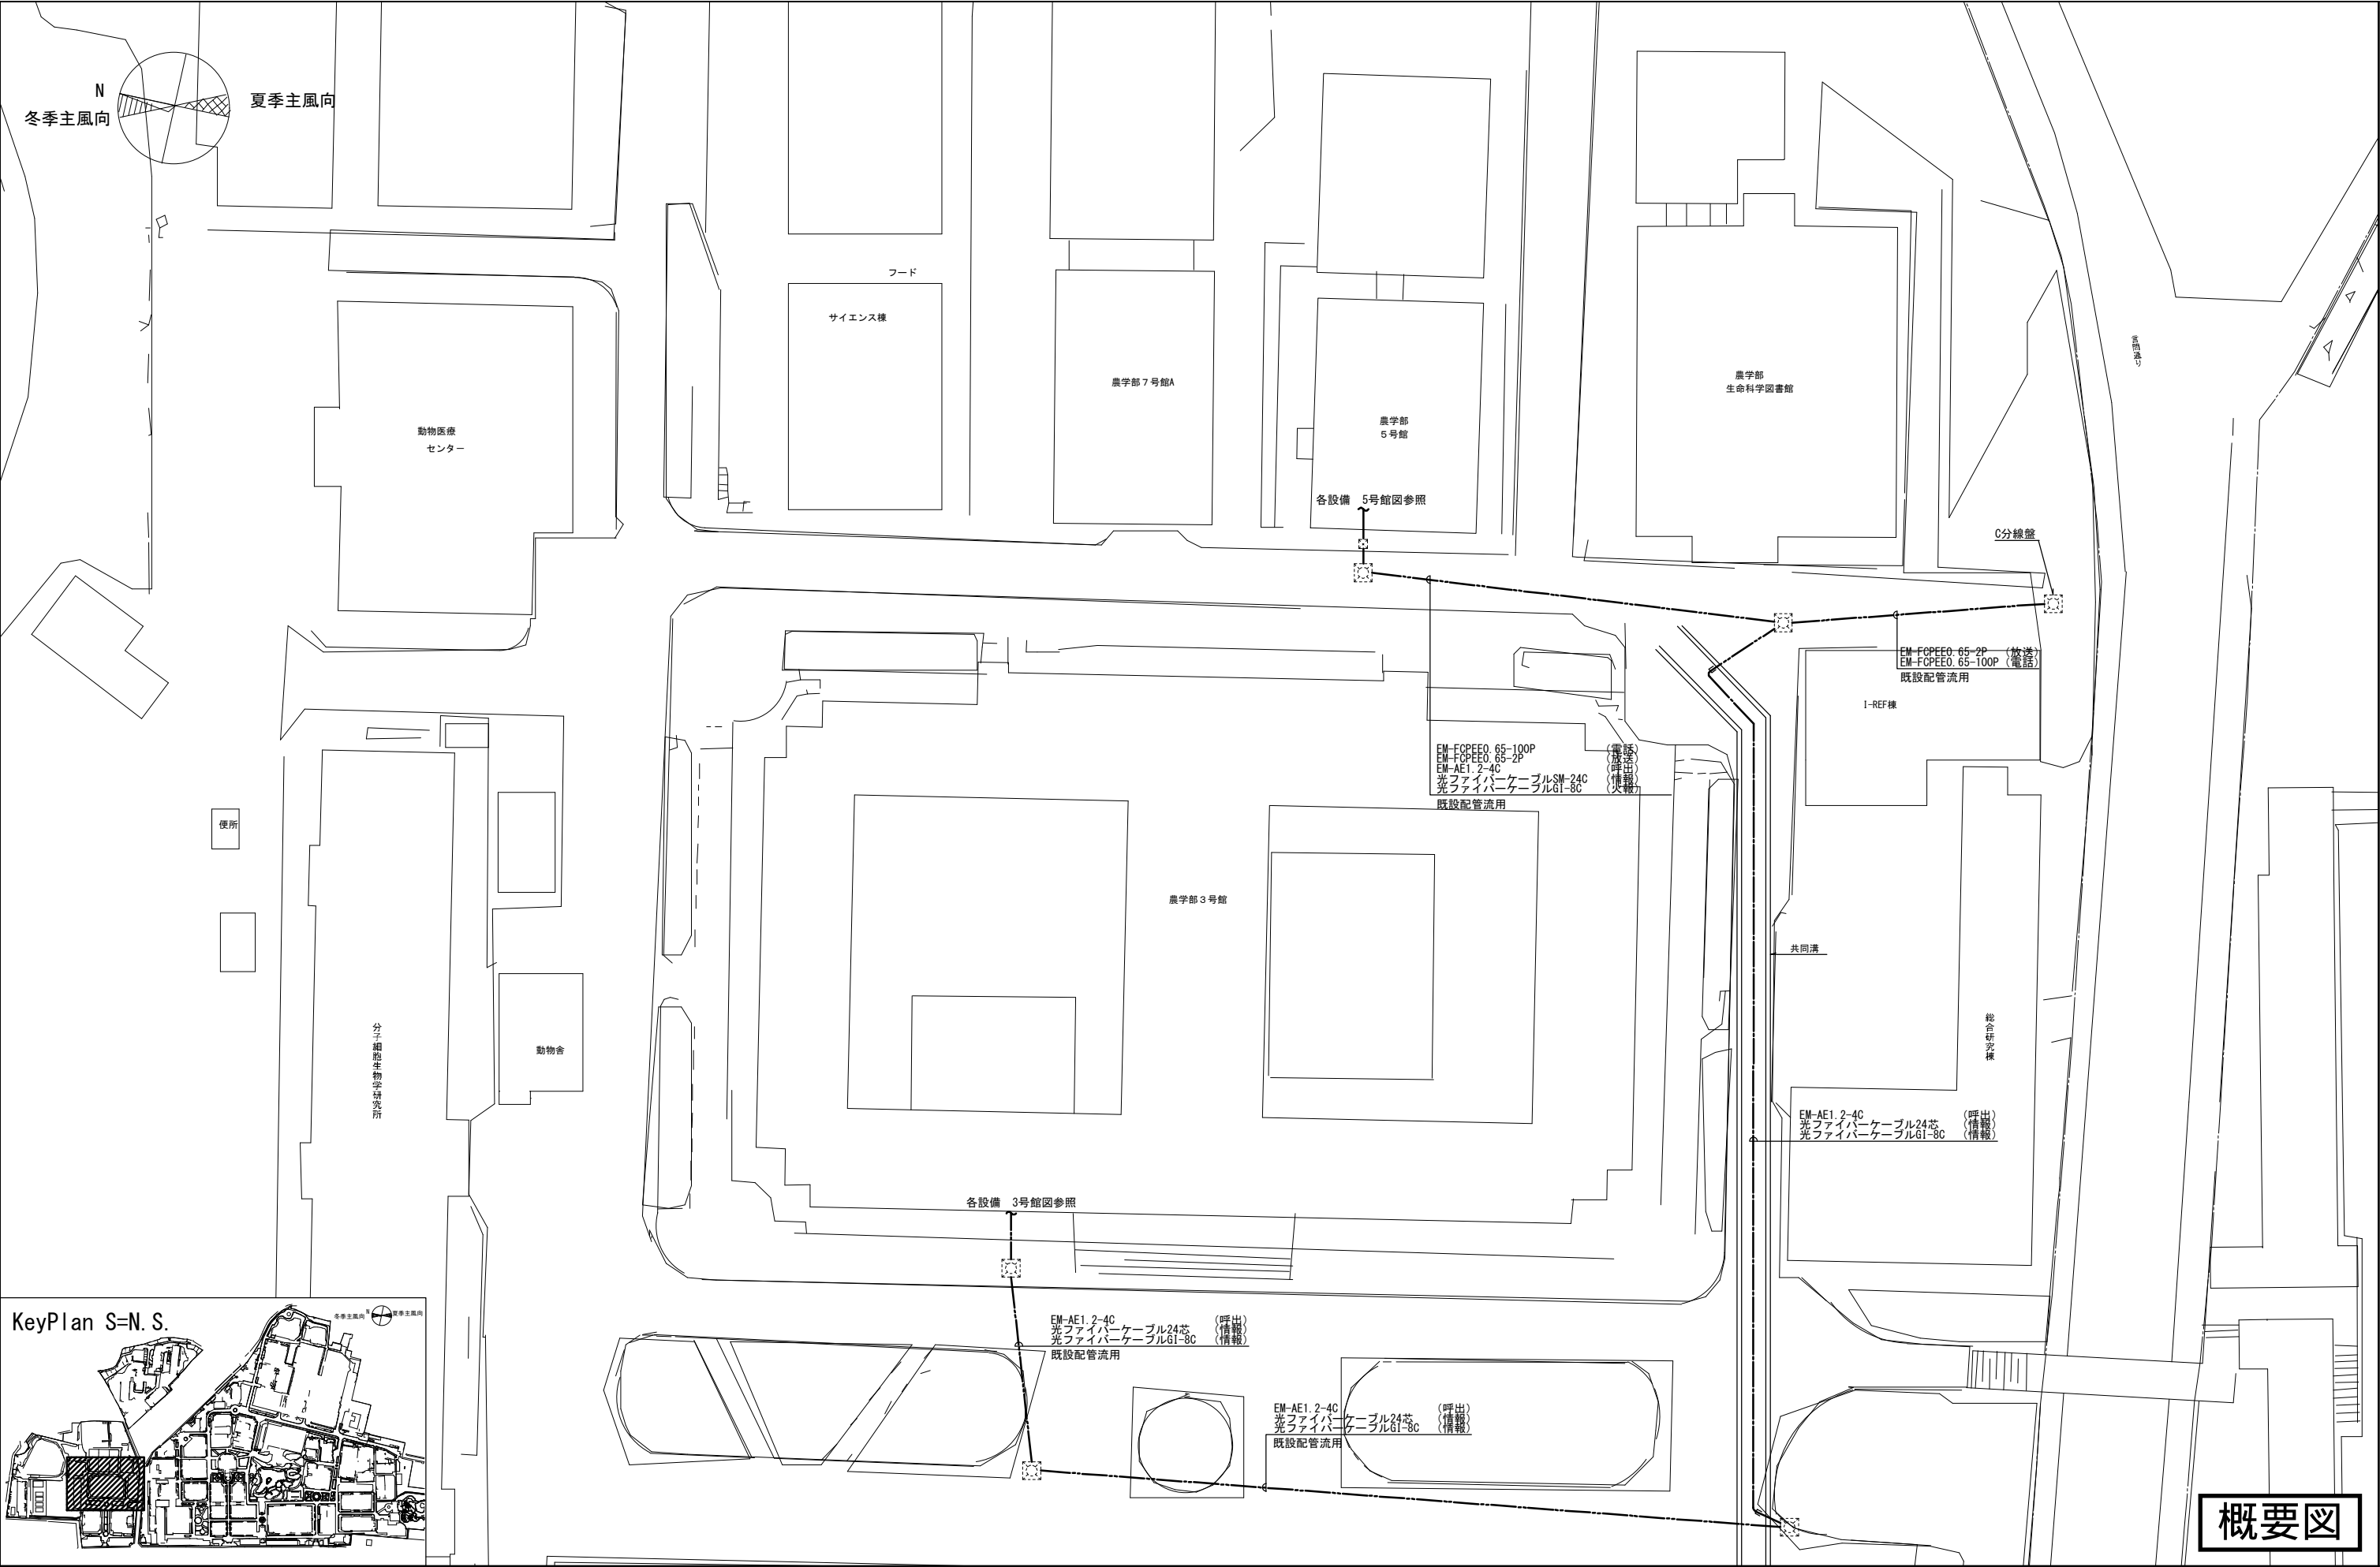 N
冬季主風向
夏季主風向
フード
サイエンス棟
農学部７号館A
農学部
５号館
農学部
生命科学図書館
言問通り
動物医療
センター
各設備　5号館図参照
C分線盤
EM-FCPEE0.65-2P （放送）
EM-FCPEE0.65-100P （電話）
既設配管流用
I-REF棟
EM-FCPEE0.65-100P （電話）
EM-FCPEE0.65-2P （放送）
EM-AE1.2-4C （呼出）
光ファイバーケーブルSM-24C （情報）
光ファイバーケーブルGI-8C （火報）
既設配管流用
便所
農学部３号館
共同溝
分子細胞生物学研究所
動物舎
総合研究棟
EM-AE1.2-4C （呼出）
光ファイバーケーブル24芯 （情報）
光ファイバーケーブルGI-8C （情報）
各設備　3号館図参照
EM-AE1.2-4C （呼出）
光ファイバーケーブル24芯 （情報）
光ファイバーケーブルGI-8C （情報）
既設配管流用
EM-AE1.2-4C （呼出）
光ファイバーケーブル24芯 （情報）
光ファイバーケーブルGI-8C （情報）
既設配管流用
KeyPlan S=N.S.
冬季主風向
N
夏季主風向
概要図